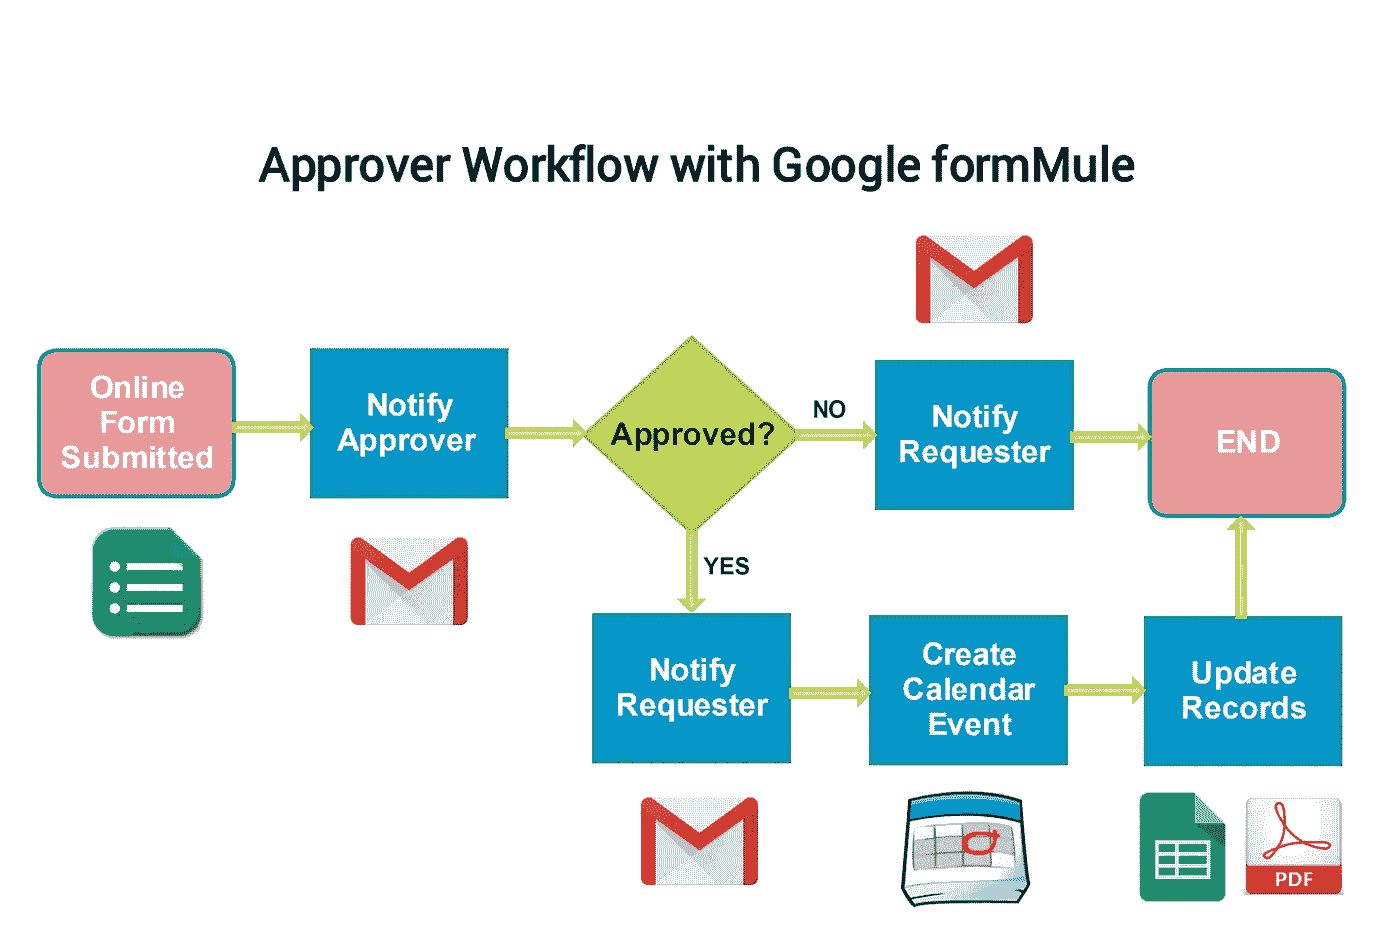 Approver Workflow with Google formMule
Online
Form
Submitted
Notify
Approver
Approved?
NO
Notify
Requester
END
YES
Notify
Requester
Create
Calendar
Event
Update
Records
PDF